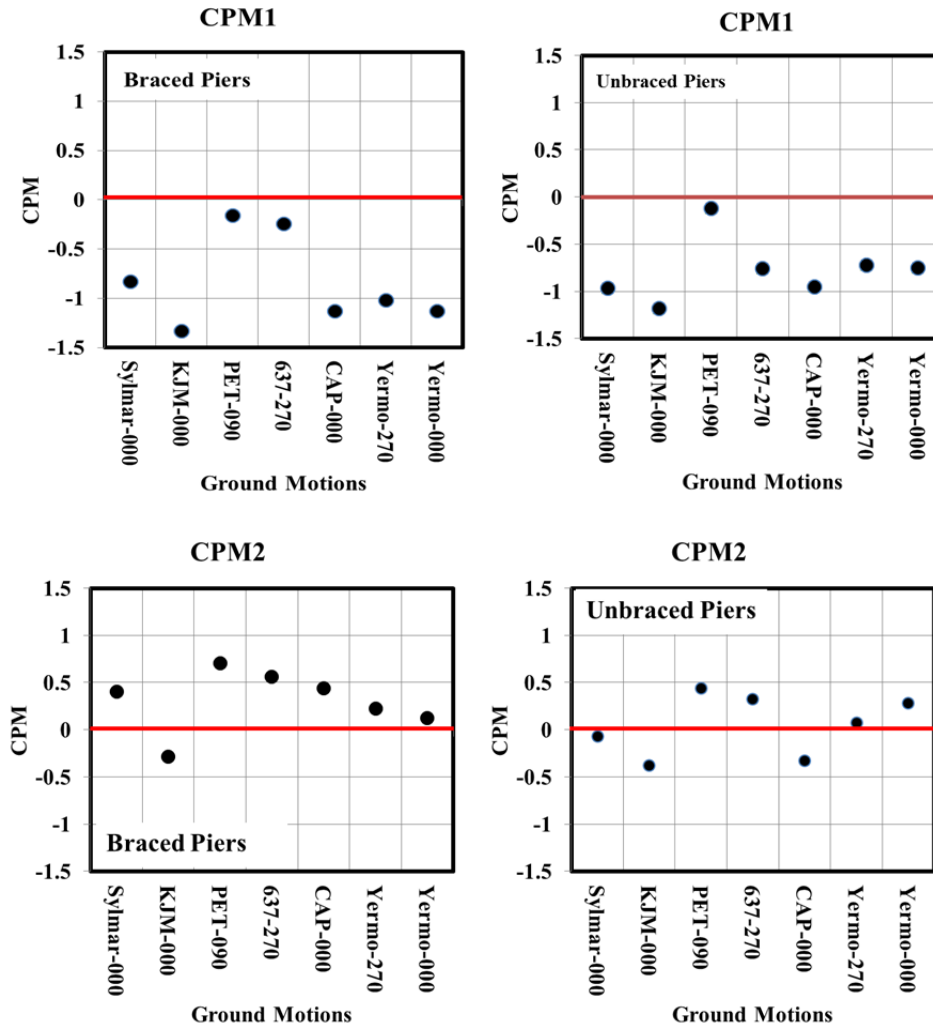 CPM1
1.5
Braced Piers
1
0.5
0
-0.5
-1
-1.5
CPM
Sylmar-000
KJM-000
PET-090
637-270
CAP-000
Yermo-270
Yermo-000
Ground Motions
CPM1
1.5
Unbraced Piers
1
0.5
0
-0.5
-1
-1.5
CPM
Sylmar-000
KJM-000
PET-090
637-270
CAP-000
Yermo-270
Yermo-000
Ground Motions
CPM2
1.5
1
0.5
0
-0.5
-1
Braced Piers
-1.5
CPM
Sylmar-000
KJM-000
PET-090
637-270
CAP-000
Yermo-270
Yermo-000
Ground Motions
CPM2
1.5
Unbraced Piers
1
0.5
0
-0.5
-1
-1.5
CPM
Sylmar-000
KJM-000
PET-090
637-270
CAP-000
Yermo-270
Yermo-000
Ground Motions